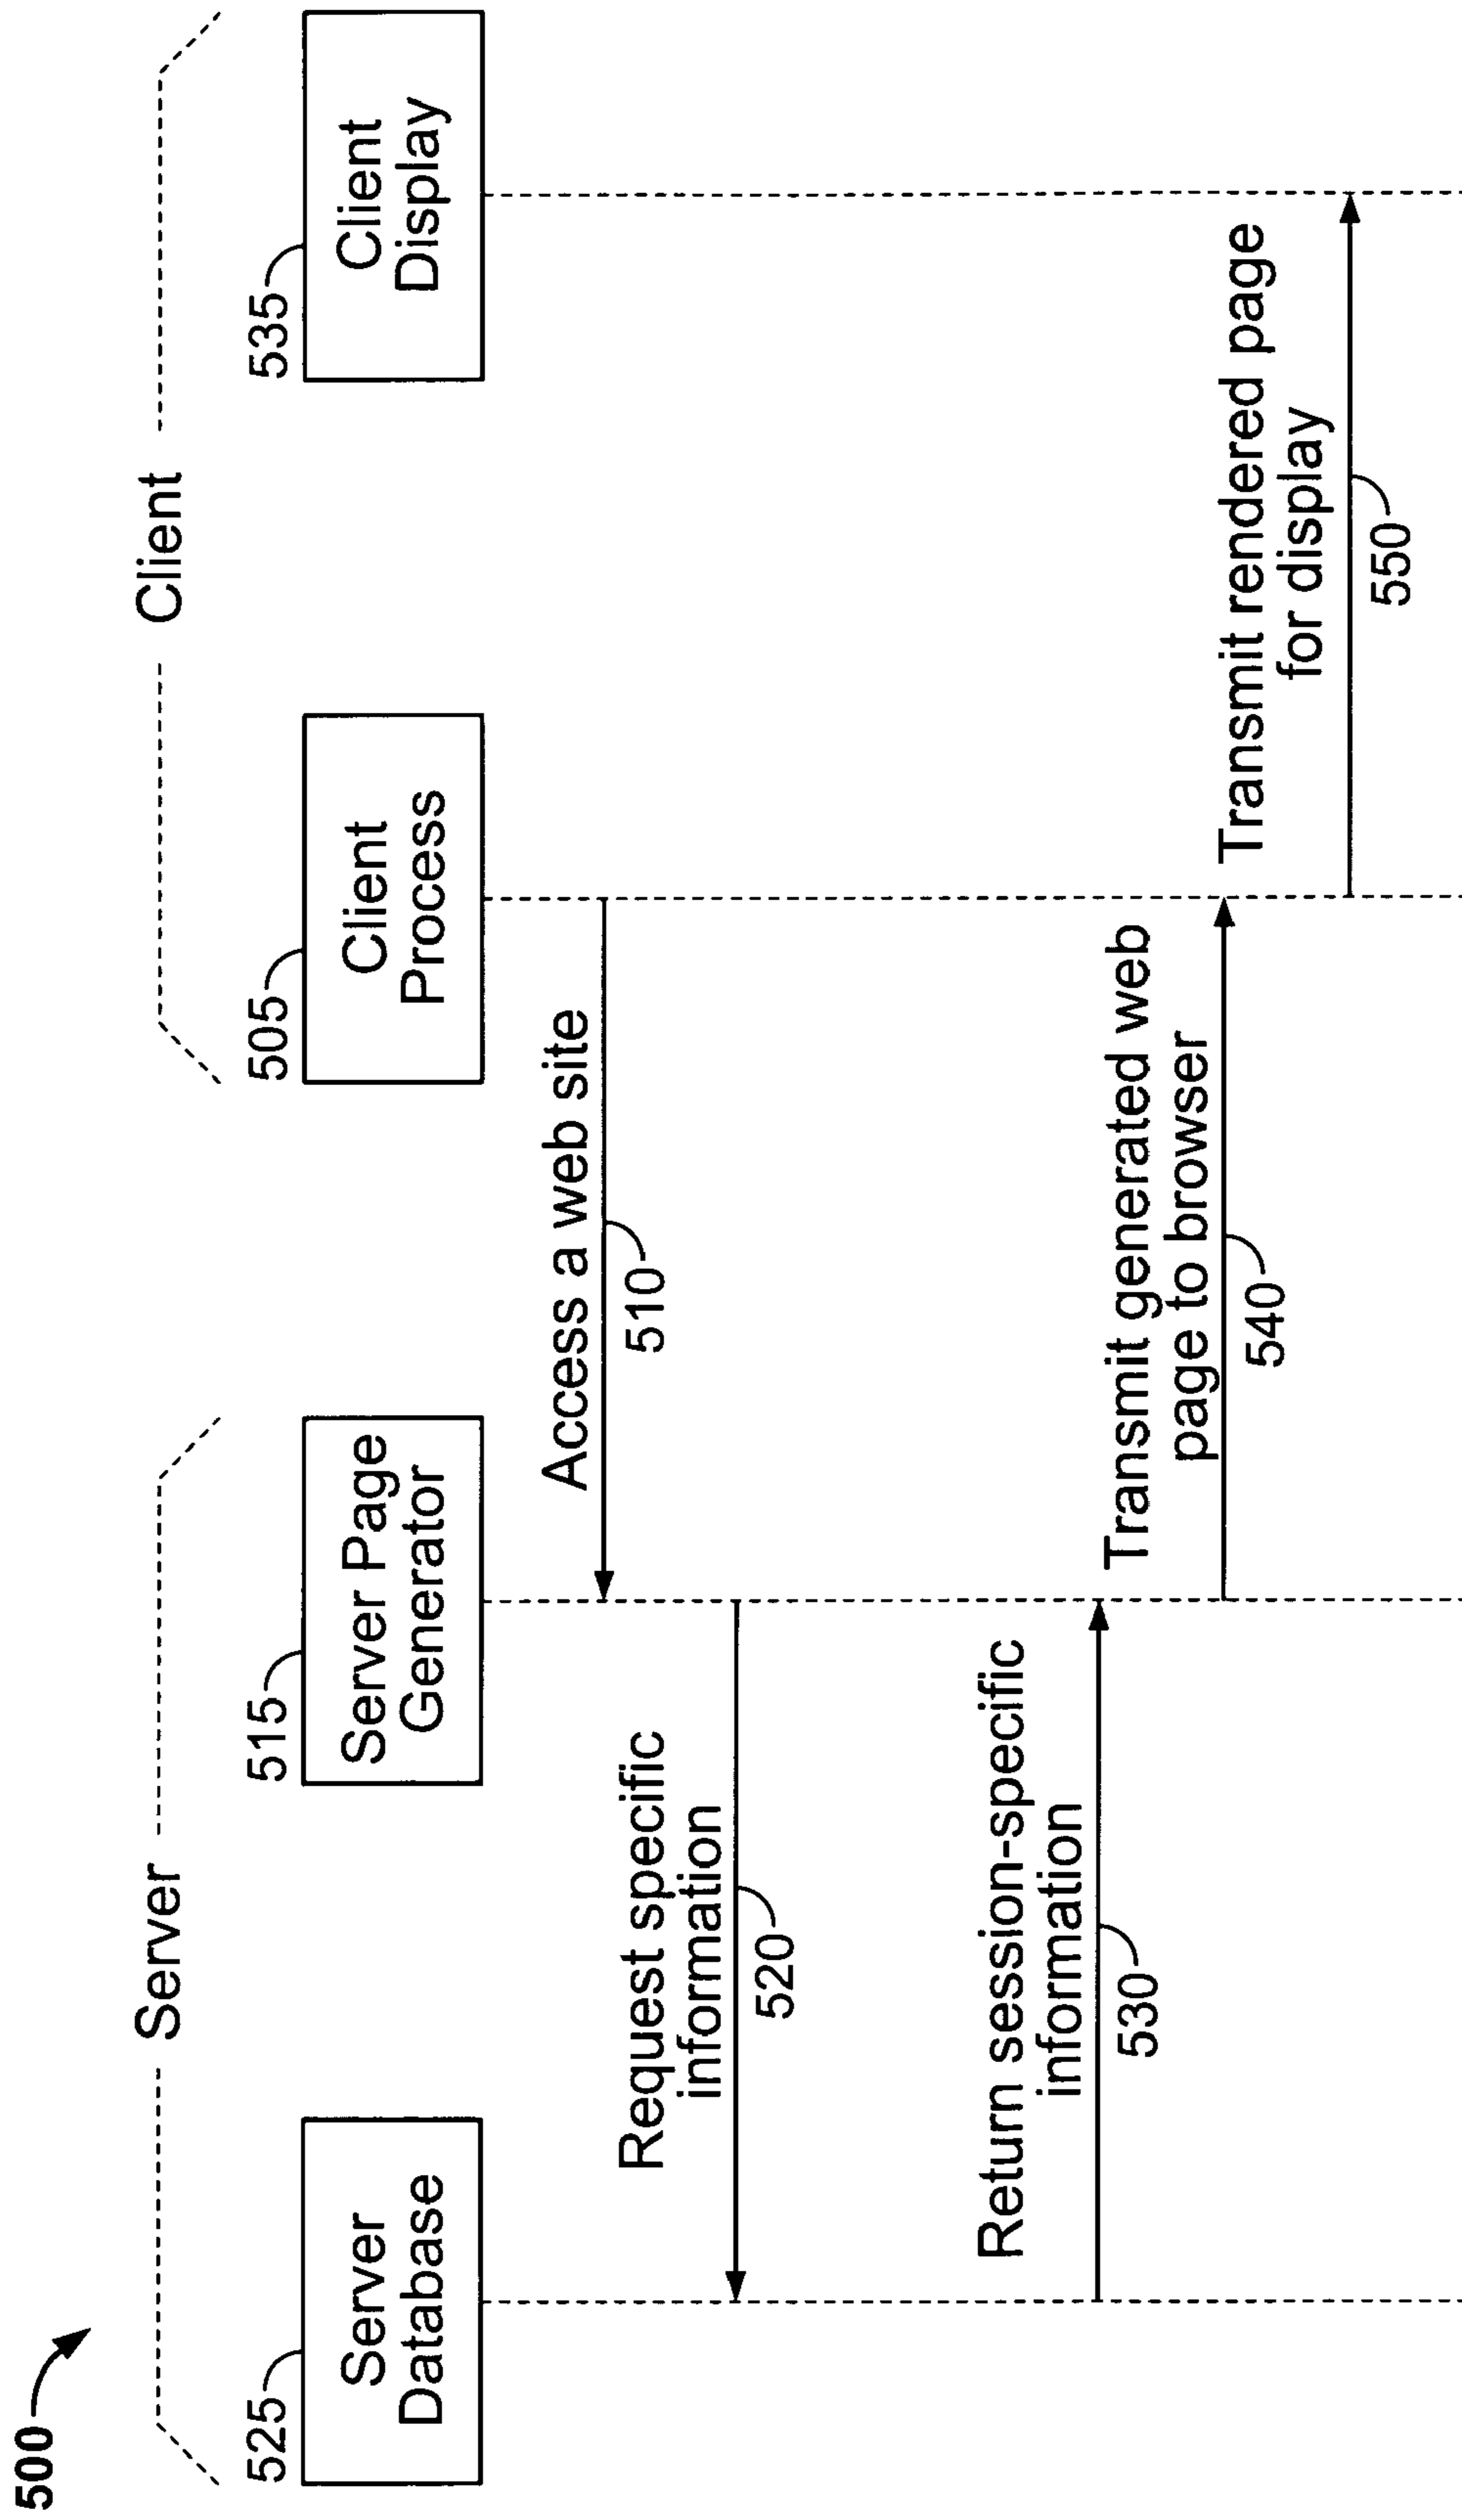 500
Server
Client
525
515
505
535
Server
Database
Server Page
Generator
Client
Process
Client
Display
Access a web site
510
Request specific
information
520
Return session-specific
information
530
Transmit generated web
page to browser
540
Transmit rendered page
for display
550